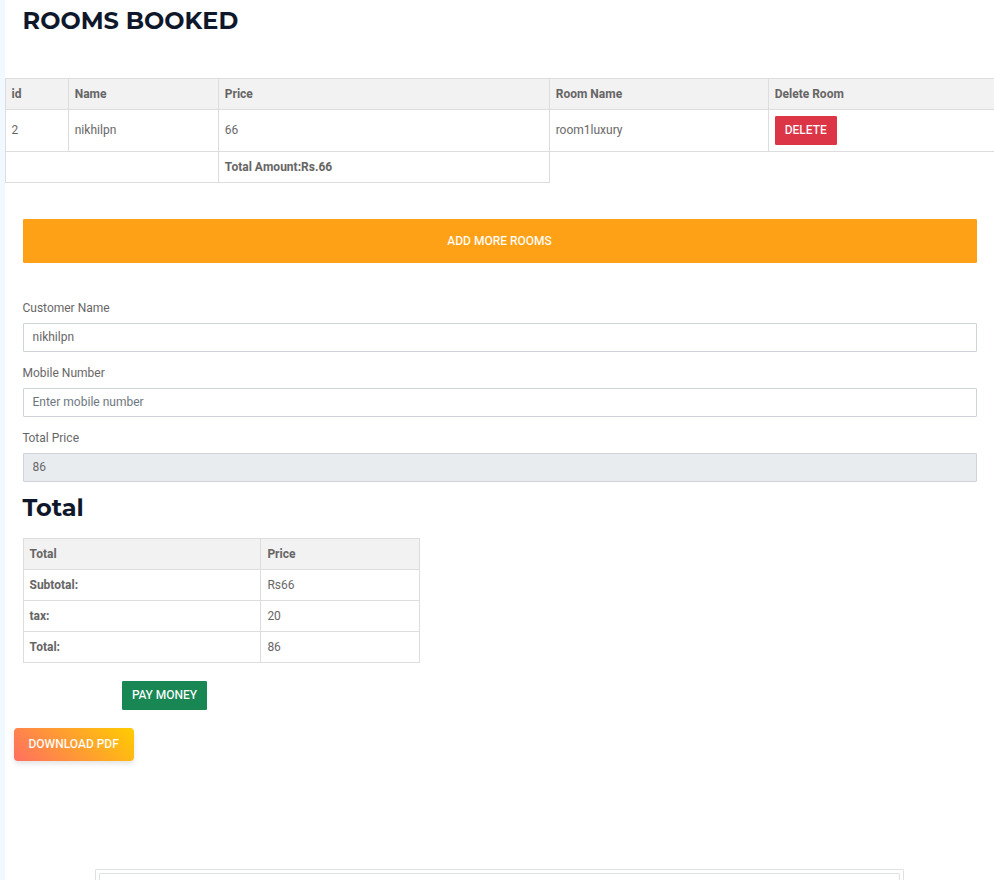 ROOMS BOOKED
id Name Price Room Name Delete Room
2 nikhilpn 66 room1luxury DELETE
Total Amount:Rs.66
ADD MORE ROOMS
Customer Name
nikhilpn
Mobile Number
Enter mobile number
Total Price
86
Total
Total Price
Subtotal: Rs66
tax: 20
Total: 86
PAY MONEY
DOWNLOAD PDF